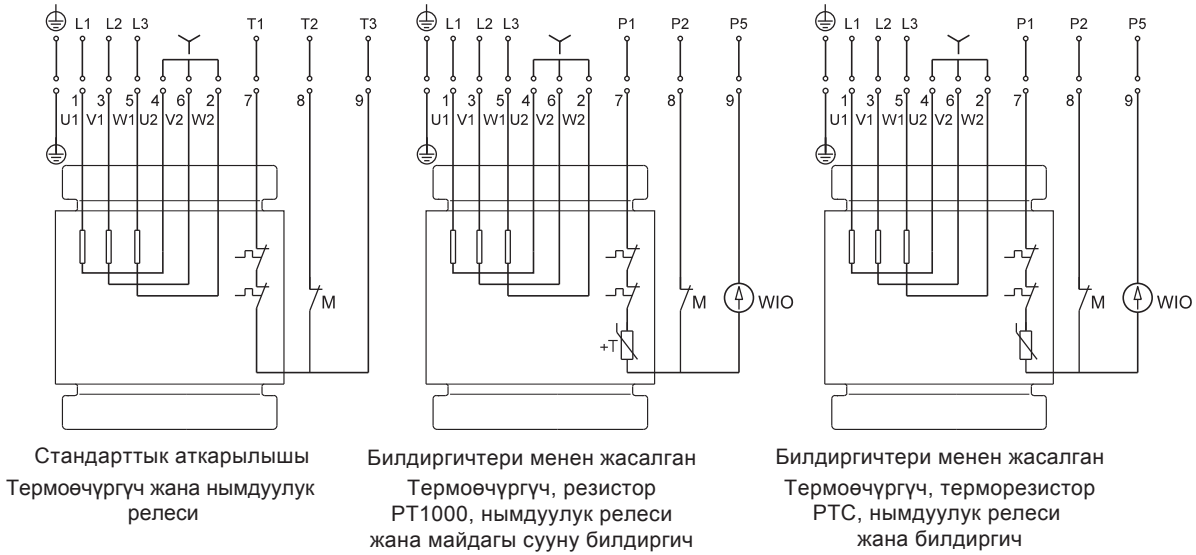 L1 L2 L3 T1 T2 T3
1 3 5 4 6 2 7 8 9
U1 V1 W1 U2 V2 W2
M
Стандарттык аткарылышы
Термоөчүргүч жана нымдуулук
релеси
L1 L2 L3 P1 P2 P5
1 3 5 4 6 2 7 8 9
U1 V1 W1 U2 V2 W2
M WIO
+T
Билдиргичтери менен жасалган
Термоөчүргүч, резистор
PT1000, нымдуулук релеси
жана майдагы сууну билдиргич
L1 L2 L3 P1 P2 P5
1 3 5 4 6 2 7 8 9
U1 V1 W1 U2 V2 W2
M WIO
Билдиргичтери менен жасалган
Термоөчүргүч, терморезистор
PTC, нымдуулук релеси
жана билдиргич